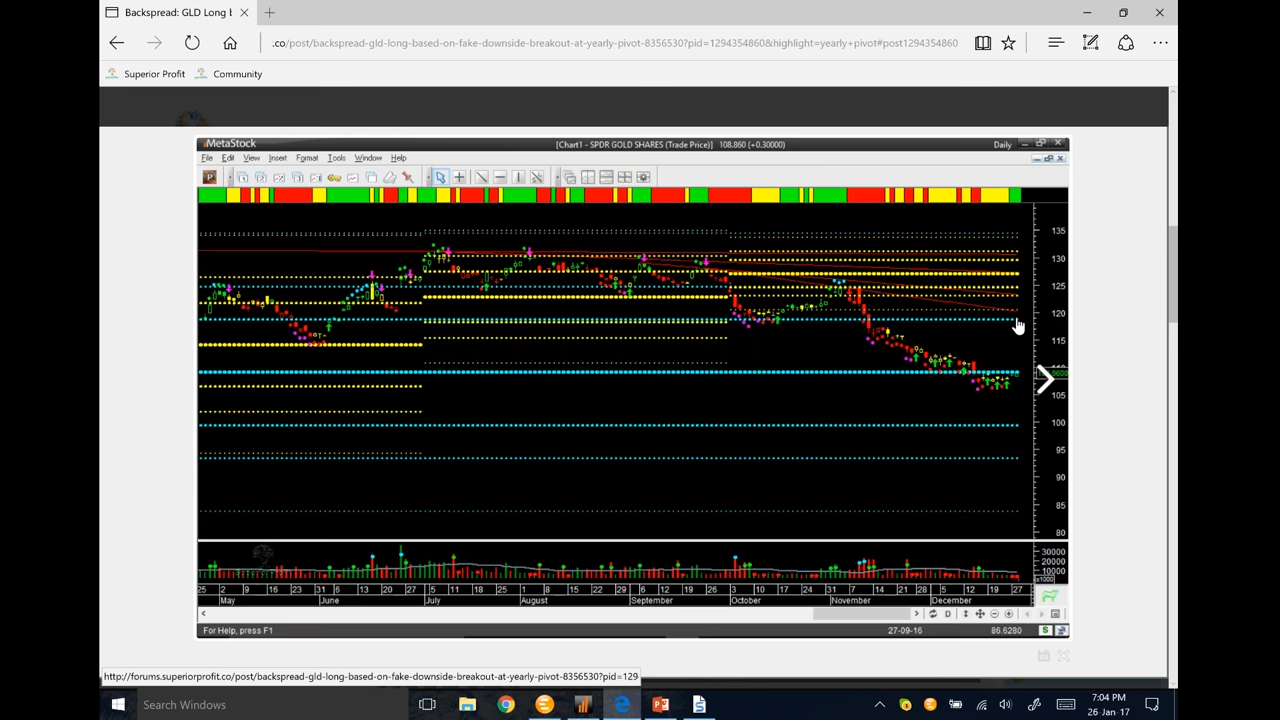 Backspread: GLD Long b
.co/post/backspread-gld-long-based-on-fake-downside-breakout-at-yearly-pivot-8356530?pid=1294354860&highlight=yearly+pivot#post1294354860
Superior Profit Community
MetaStock [Chart1 - SPDR GOLD SHARES (Trade Price)] 108.860 (+0.30000) Daily
File Edit View Insert Format Tools Window Help
P
135
130
125
120
115
105
100
95
90
85
80
30000
20000
10000
x1000
25 2 9 16 23 31 6 13 20 27 5 11 18 25 1 8 15 22 29 6 12 19 26 3 10 17 24 31 7 14 21 28 5 12 19 27
May June July August September October November December
D
For Help, press F1 27-09-16 86.6280 S
http://forums.superiorprofit.co/post/backspread-gld-long-based-on-fake-downside-breakout-at-yearly-pivot-8356530?pid=129
Search Windows
7:04 PM
26 Jan 17